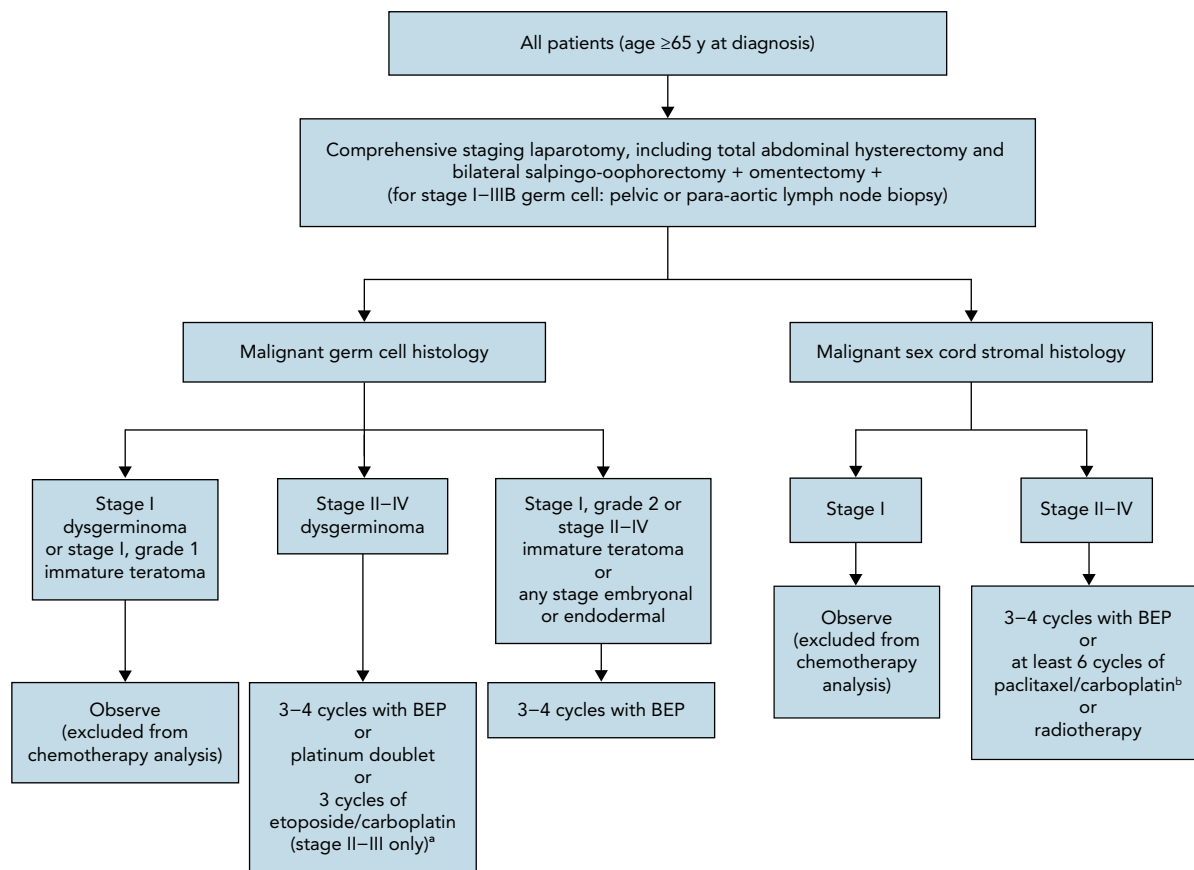 All patients (age ≥65 y at diagnosis)
Comprehensive staging laparotomy, including total abdominal hysterectomy and
bilateral salpingo-oophorectomy + omentectomy +
(for stage I–IIIB germ cell: pelvic or para-aortic lymph node biopsy)
Malignant germ cell histology
Malignant sex cord stromal histology
Stage I
dysgerminoma
or stage I, grade 1
immature teratoma
Stage II–IV
dysgerminoma
Stage I, grade 2 or
stage II–IV
immature teratoma
or
any stage embryonal
or endodermal
Stage I
Stage II–IV
Observe
(excluded from
chemotherapy analysis)
3–4 cycles with BEP
or
platinum doublet
or
3 cycles of
etoposide/carboplatin
(stage II–III only)ᵃ
3–4 cycles with BEP
Observe
(excluded from
chemotherapy
analysis)
3–4 cycles with BEP
or
at least 6 cycles of
paclitaxel/carboplatinᵇ
or
radiotherapy